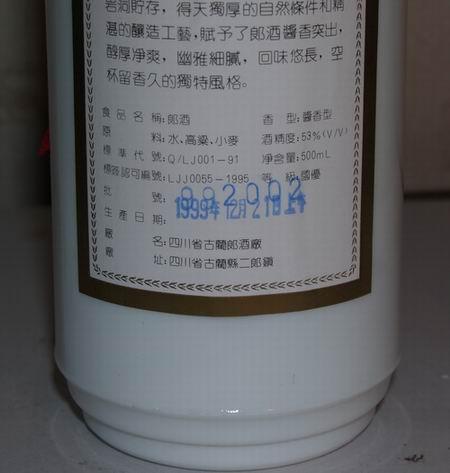 岩洞貯存，得天獨厚的自然條件和精
湛的釀造工藝，賦予了郎酒醬香突出，
醇厚凈爽，幽雅細膩，回味悠長，空
杯留香久的獨特風格。
食品名稱：郎酒 香型：醬香型
原料：水、高粱、小麥 酒精度：53%(V/V)
標準代號：Q/LJ001-91 净含量：500mL
標簽認可編號：LJJ0055-1995 等級：國優
批號：
生產日期：1999年12月21日
廠名：四川省古藺郎酒廠
廠址：四川省古藺縣二郎鎮